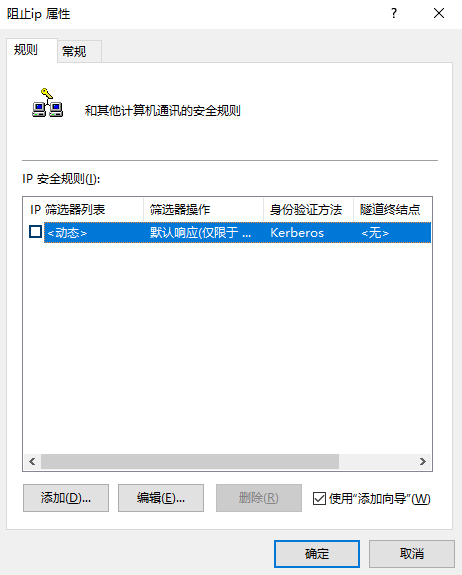 阻止ip 属性
规则 常规
和其他计算机通讯的安全规则
IP 安全规则(I):
IP 筛选器列表 筛选器操作 身份验证方法 隧道终结点
<动态> 默认响应(仅限于 ... Kerberos <无>
添加(D)... 编辑(E)... 删除(R) 使用“添加向导”(W)
确定 取消